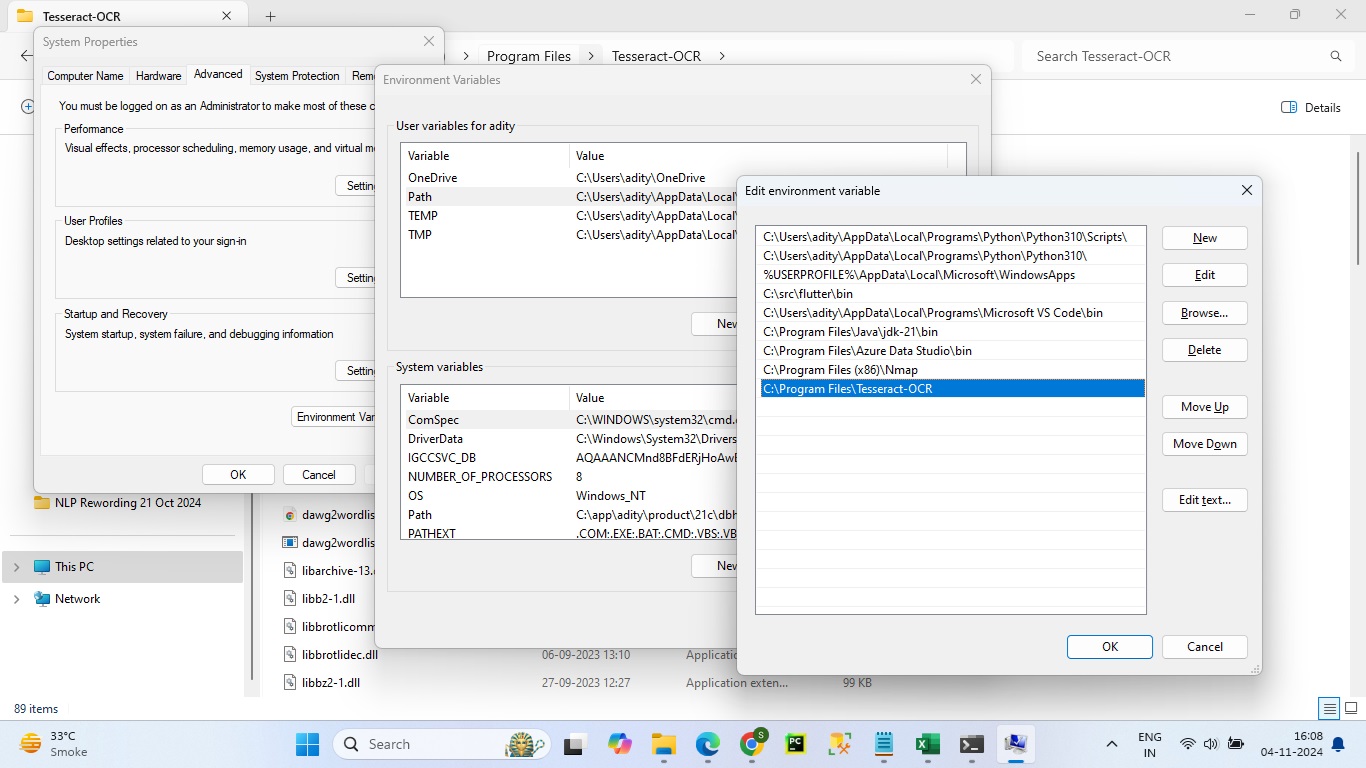 Tesseract-OCR
System Properties
Program Files
Tesseract-OCR
Search Tesseract-OCR
Computer Name
Hardware
Advanced
System Protection
Environment Variables
You must be logged on as an Administrator to make most of these
Details
Performance
Visual effects, processor scheduling, memory usage, and virtual
User Profiles
Desktop settings related to your sign-in
Startup and Recovery
System startup, system failure, and debugging information
Environment
OK
Cancel
User variables for adity
Variable Value
OneDrive C:\Users\adity\OneDrive
Path C:\Users\adity\AppData\Local\
TEMP C:\Users\adity\AppData\Local\
TMP C:\Users\adity\AppData\Local\
New
System variables
Variable Value
ComSpec C:\WINDOWS\system32\cmd.
DriverData C:\Windows\System32\Drivers
IGCCSVC_DB
NUMBER_OF_PROCESSORS 8
OS Windows_NT
Path C:\app\adity\product\21c\dbh
PATHEXT .COM;.EXE;.BAT;.CMD;.VBS;.VB
New
Edit environment variable
C:\Users\adity\AppData\Local\Programs\Python\Python310\Scripts\
C:\Users\adity\AppData\Local\Programs\Python\Python310\
%USERPROFILE%\AppData\Local\Microsoft\WindowsApps
C:\src\flutter\bin
C:\Users\adity\AppData\Local\Programs\Microsoft VS Code\bin
C:\Program Files\Java\jdk-21\bin
C:\Program Files\Azure Data Studio\bin
C:\Program Files (x86)\Nmap
C:\Program Files\Tesseract-OCR
New
Edit
Browse...
Delete
Move Up
Move Down
Edit text...
OK
Cancel
NLP Rewording 21 Oct 2024
This PC
Network
dawg2wordlis
dawg2wordlis
libarchive-13.
libb2-1.dll
libbrotlicomm
libbrotlidec.dll 06-09-2023 13:10
libbz2-1.dll 27-09-2023 12:27 Application exten... 99 KB
89 items
33°C
Smoke
Search
ENG
IN
16:08
04-11-2024